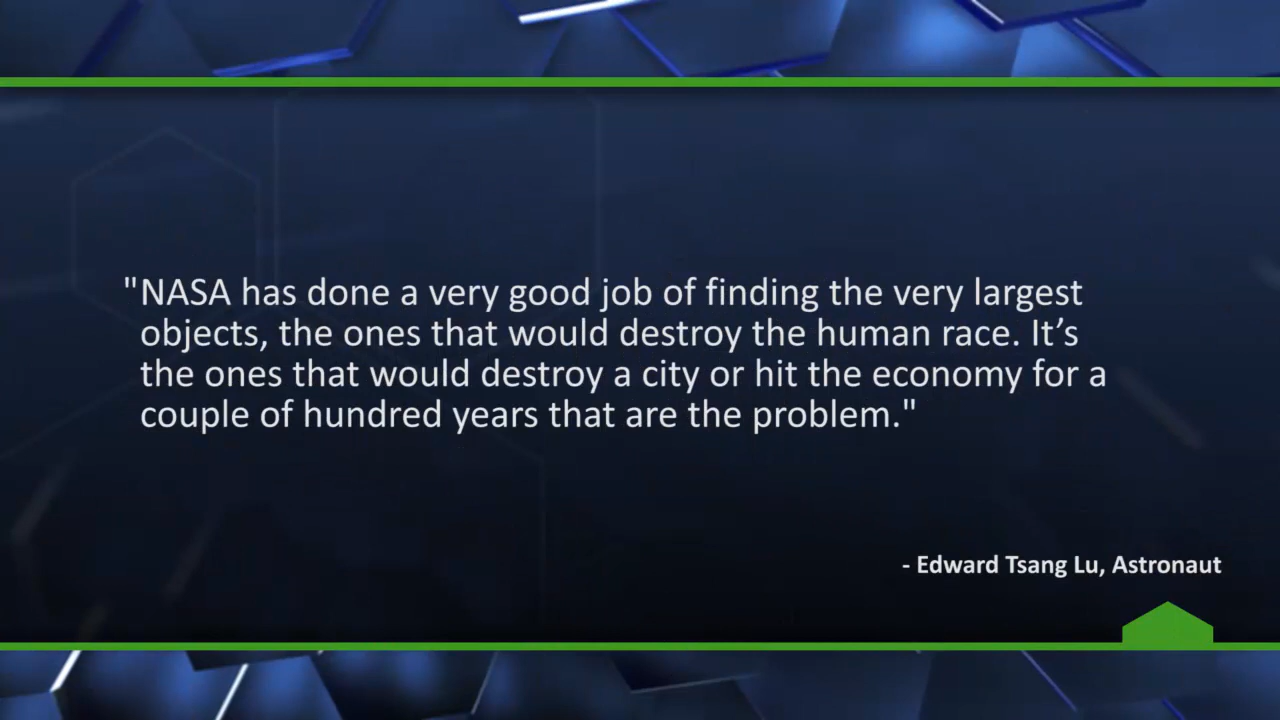 "NASA has done a very good job of finding the very largest
objects, the ones that would destroy the human race. It’s
the ones that would destroy a city or hit the economy for a
couple of hundred years that are the problem."
- Edward Tsang Lu, Astronaut